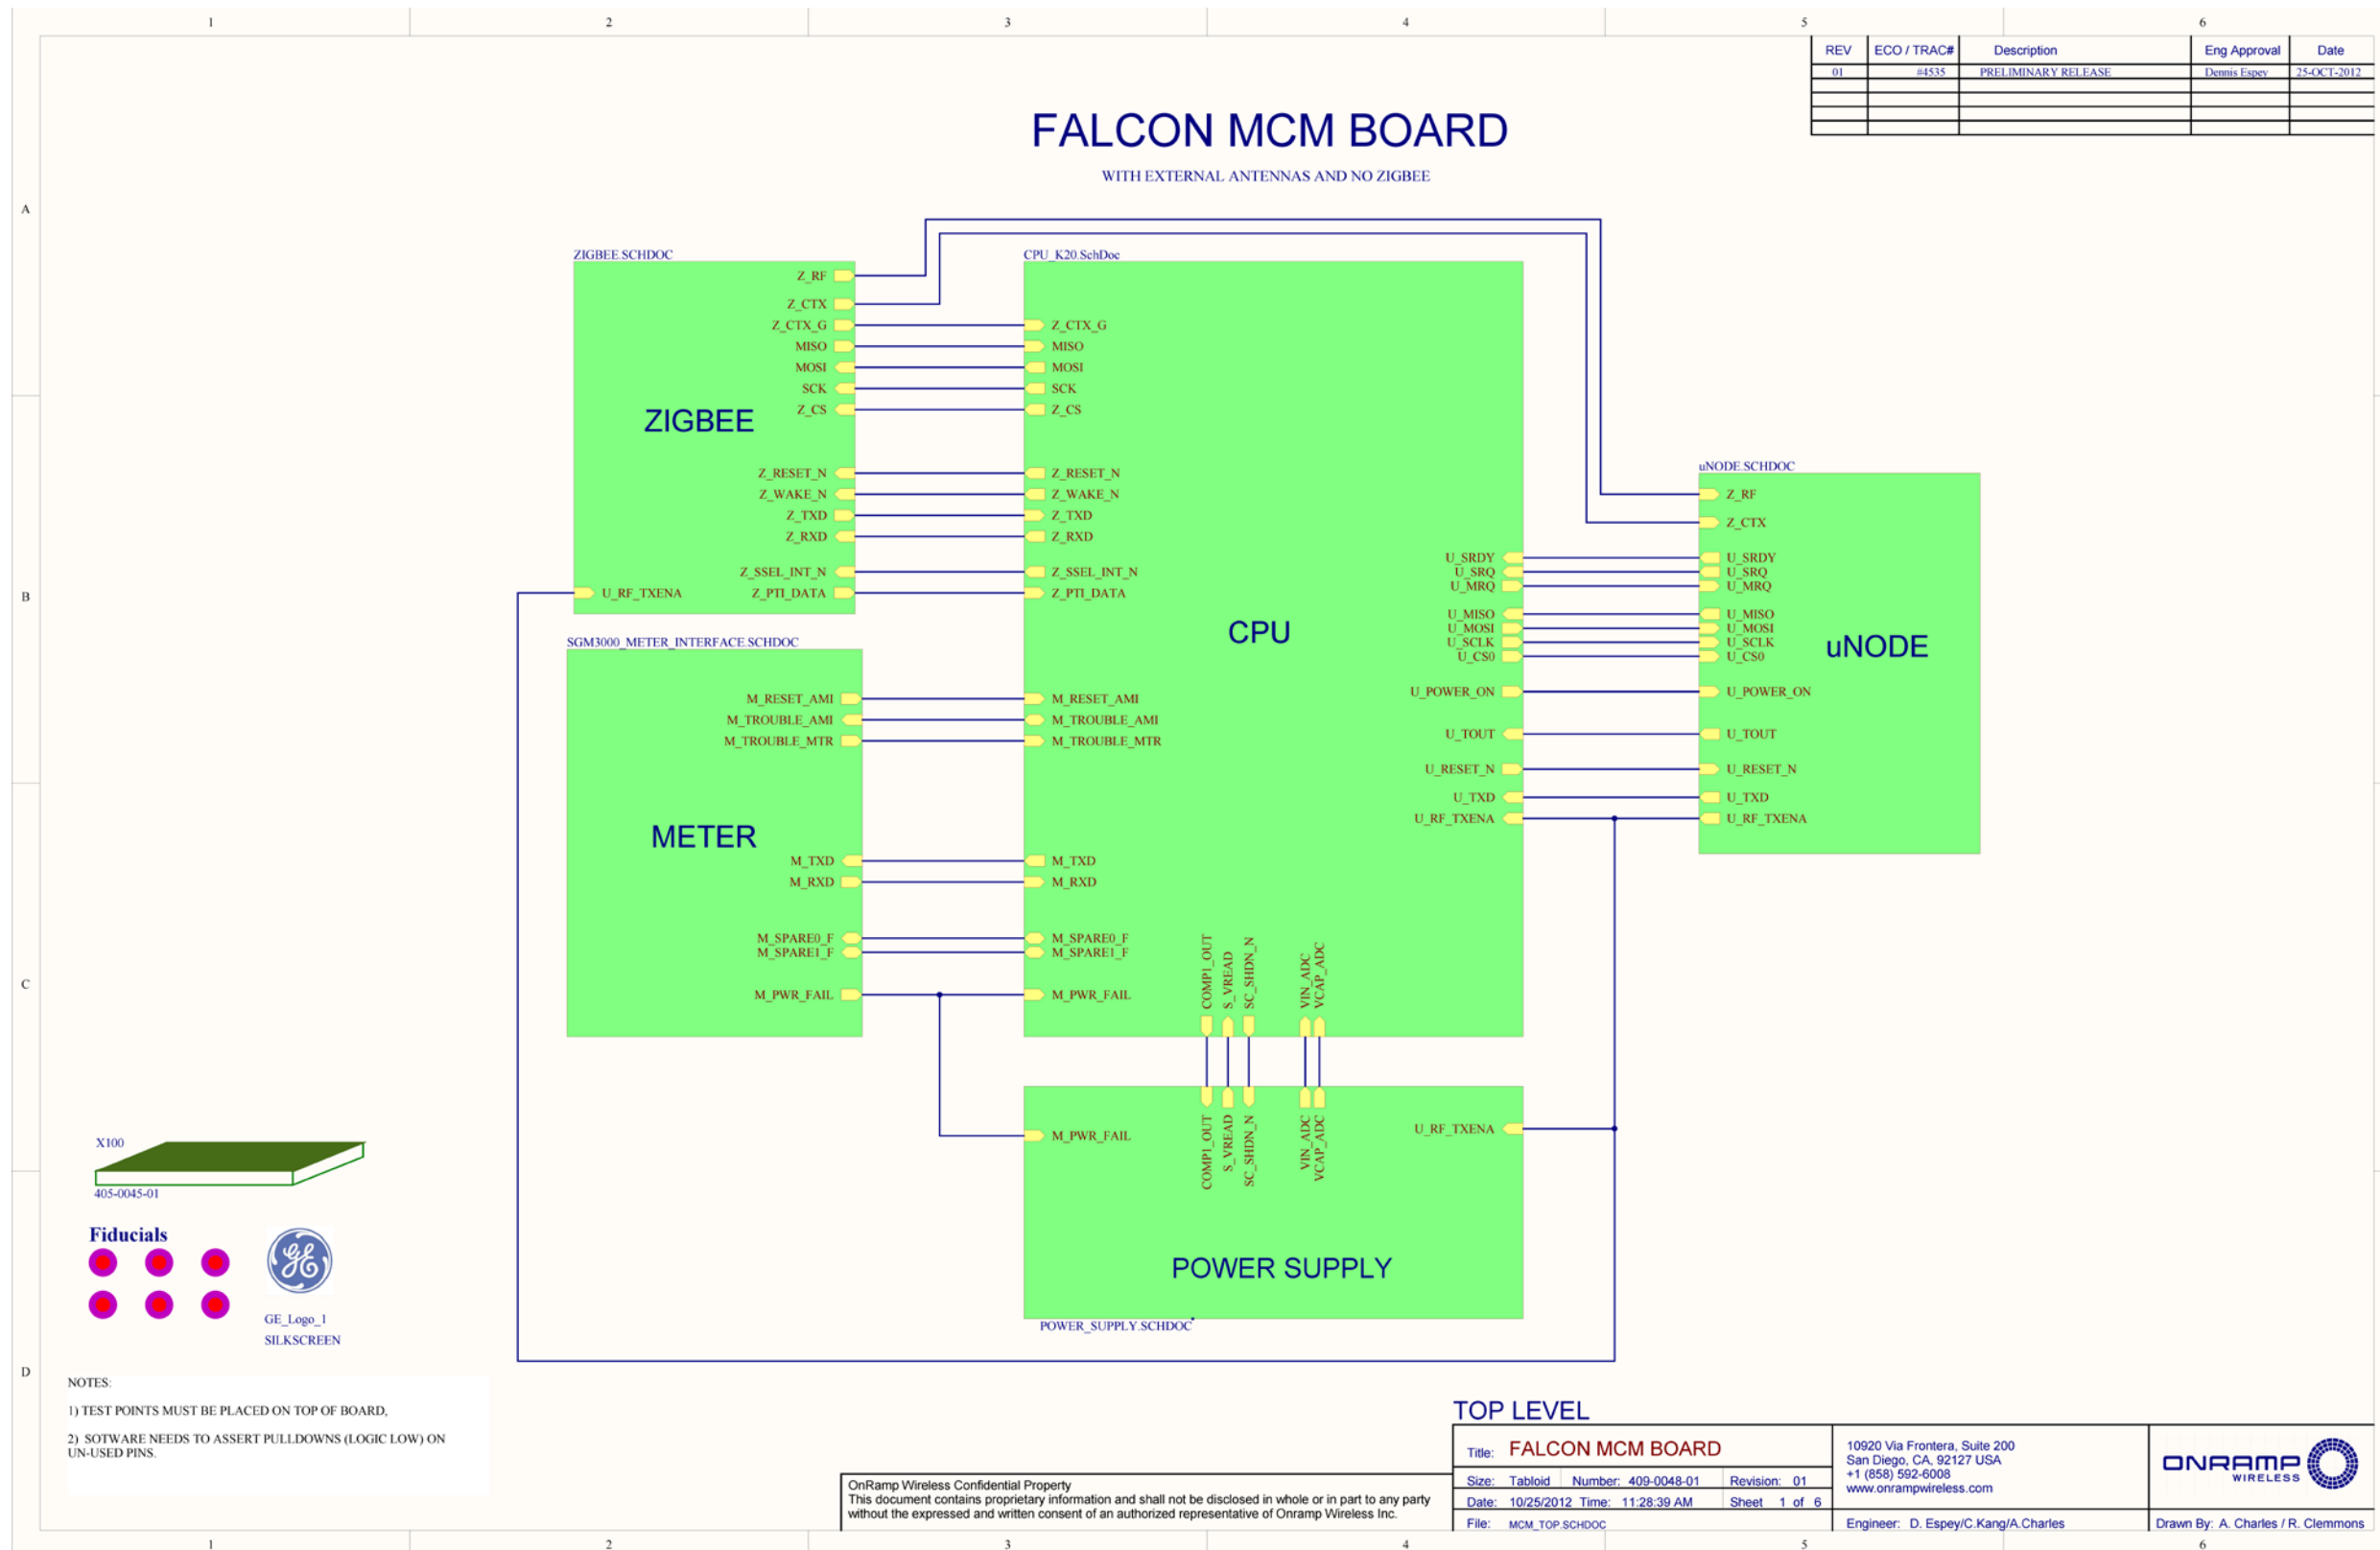 1 2 3 4 5 6
REV ECO / TRAC# Description Eng Approval Date
01 #4535 PRELIMINARY RELEASE Dennis Espey 25-OCT-2012
FALCON MCM BOARD
WITH EXTERNAL ANTENNAS AND NO ZIGBEE
A
B
C
D
ZIGBEE.SCHDOC
Z_RF
Z_CTX
Z_CTX_G
MISO
MOSI
SCK
Z_CS
ZIGBEE
Z_RESET_N
Z_WAKE_N
Z_TXD
Z_RXD
Z_SSEL_INT_N
U_RF_TXENA Z_PTI_DATA
SGM3000_METER_INTERFACE.SCHDOC
M_RESET_AMI
M_TROUBLE_AMI
M_TROUBLE_MTR
METER
M_TXD
M_RXD
M_SPARE0_F
M_SPARE1_F
M_PWR_FAIL
CPU_K20.SchDoc
Z_CTX_G
MISO
MOSI
SCK
Z_CS
Z_RESET_N
Z_WAKE_N
Z_TXD
Z_RXD
Z_SSEL_INT_N
Z_PTI_DATA
CPU
M_RESET_AMI
M_TROUBLE_AMI
M_TROUBLE_MTR
M_TXD
M_RXD
M_SPARE0_F
M_SPARE1_F
M_PWR_FAIL
U_SRDY
U_SRQ
U_MRQ
U_MISO
U_MOSI
U_SCLK
U_CS0
U_POWER_ON
U_TOUT
U_RESET_N
U_TXD
U_RF_TXENA
COMP1_OUT
S_VREAD
SC_SHDN_N
VIN_ADC
VCAP_ADC
uNODE.SCHDOC
Z_RF
Z_CTX
U_SRDY
U_SRQ
U_MRQ
U_MISO
U_MOSI
U_SCLK
U_CS0
uNODE
U_POWER_ON
U_TOUT
U_RESET_N
U_TXD
U_RF_TXENA
M_PWR_FAIL
COMP1_OUT
S_VREAD
SC_SHDN_N
VIN_ADC
VCAP_ADC
U_RF_TXENA
POWER SUPPLY
POWER_SUPPLY.SCHDOC
X100
405-0045-01
Fiducials
GE
GE_Logo_1
SILKSCREEN
NOTES:
1) TEST POINTS MUST BE PLACED ON TOP OF BOARD,
2) SOTWARE NEEDS TO ASSERT PULLDOWNS (LOGIC LOW) ON
UN-USED PINS.
OnRamp Wireless Confidential Property
This document contains proprietary information and shall not be disclosed in whole or in part to any party
without the expressed and written consent of an authorized representative of Onramp Wireless Inc.
TOP LEVEL
Title: FALCON MCM BOARD
Size: Tabloid Number: 409-0048-01 Revision: 01
Date: 10/25/2012 Time: 11:28:39 AM Sheet 1 of 6
File: MCM_TOP.SCHDOC
10920 Via Frontera, Suite 200
San Diego, CA, 92127 USA
+1 (858) 592-6008
www.onrampwireless.com
Engineer: D. Espey/C.Kang/A.Charles
ONRAMP
WIRELESS
Drawn By: A. Charles / R. Clemmons
1 2 3 4 5 6